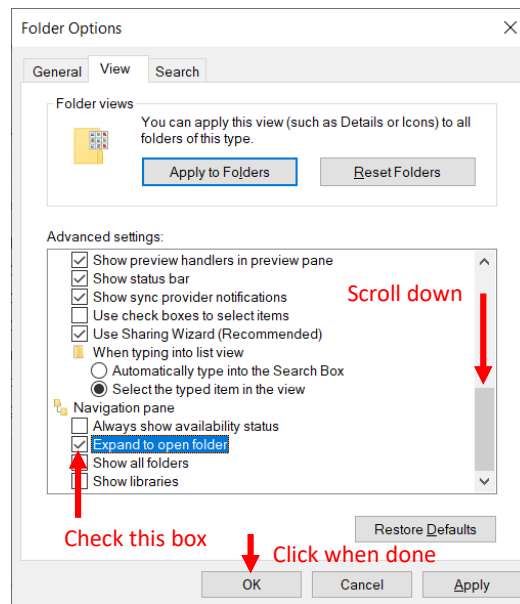 Folder Options
General View Search
Folder views
You can apply this view (such as Details or Icons) to all
folders of this type.
Apply to Folders Reset Folders
Advanced settings:
Show preview handlers in preview pane
Show status bar
Show sync provider notifications
Scroll down
Use check boxes to select items
Use Sharing Wizard (Recommended)
When typing into list view
Automatically type into the Search Box
Select the typed item in the view
Navigation pane
Always show availability status
Expand to open folder
Show all folders
Show libraries
Restore Defaults
Check this box
Click when done
OK Cancel Apply